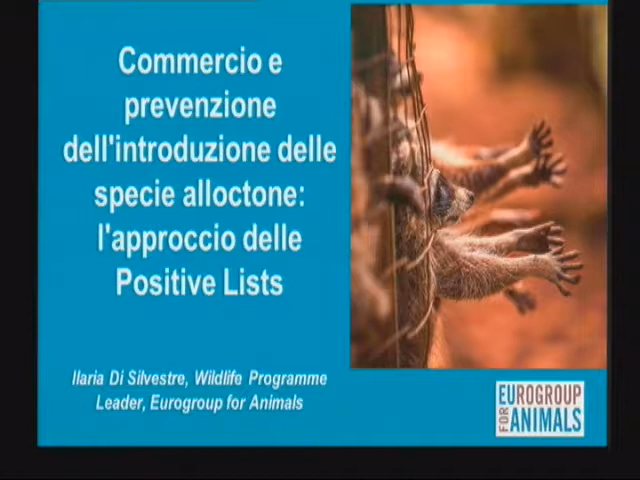 Commercio e
prevenzione
dell'introduzione delle
specie alloctone:
l'approccio delle
Positive Lists
Ilaria Di Silvestre, Wildlife Programme
Leader, Eurogroup for Animals
EUROGROUP
FOR ANIMALS